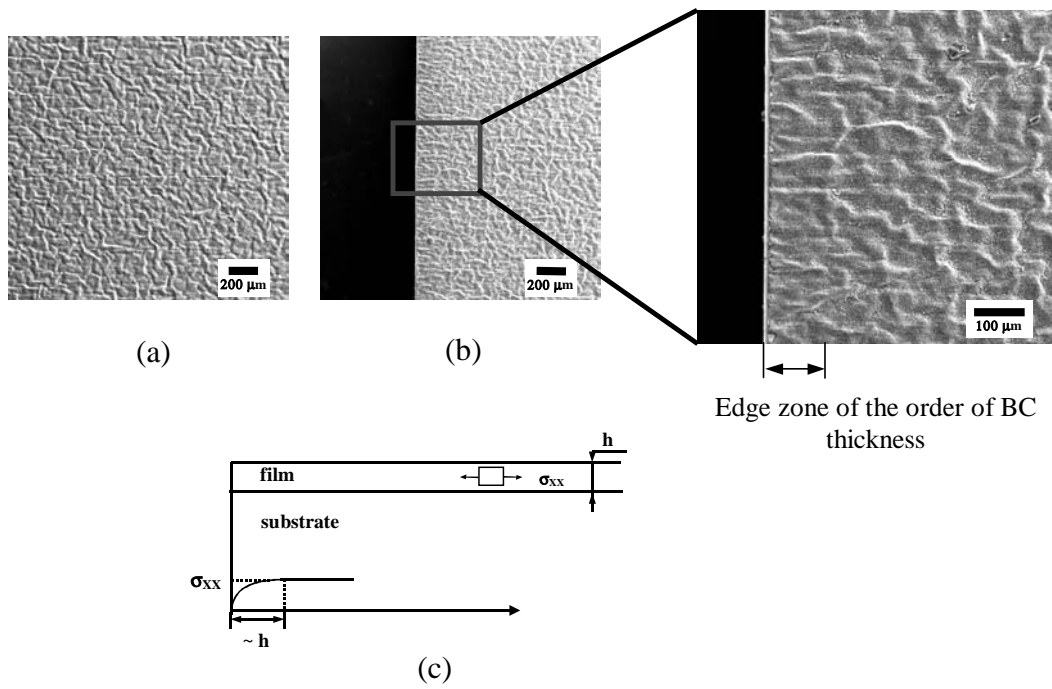 200 μm
200 μm
100 μm
(a)
(b)
Edge zone of the order of BC
thickness
h
film
σxx
substrate
σxx
~ h
(c)